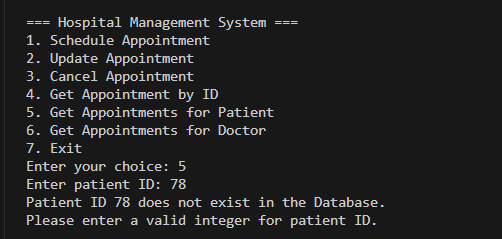 === Hospital Management System ===
1. Schedule Appointment
2. Update Appointment
3. Cancel Appointment
4. Get Appointment by ID
5. Get Appointments for Patient
6. Get Appointments for Doctor
7. Exit
Enter your choice: 5
Enter patient ID: 78
Patient ID 78 does not exist in the Database.
Please enter a valid integer for patient ID.